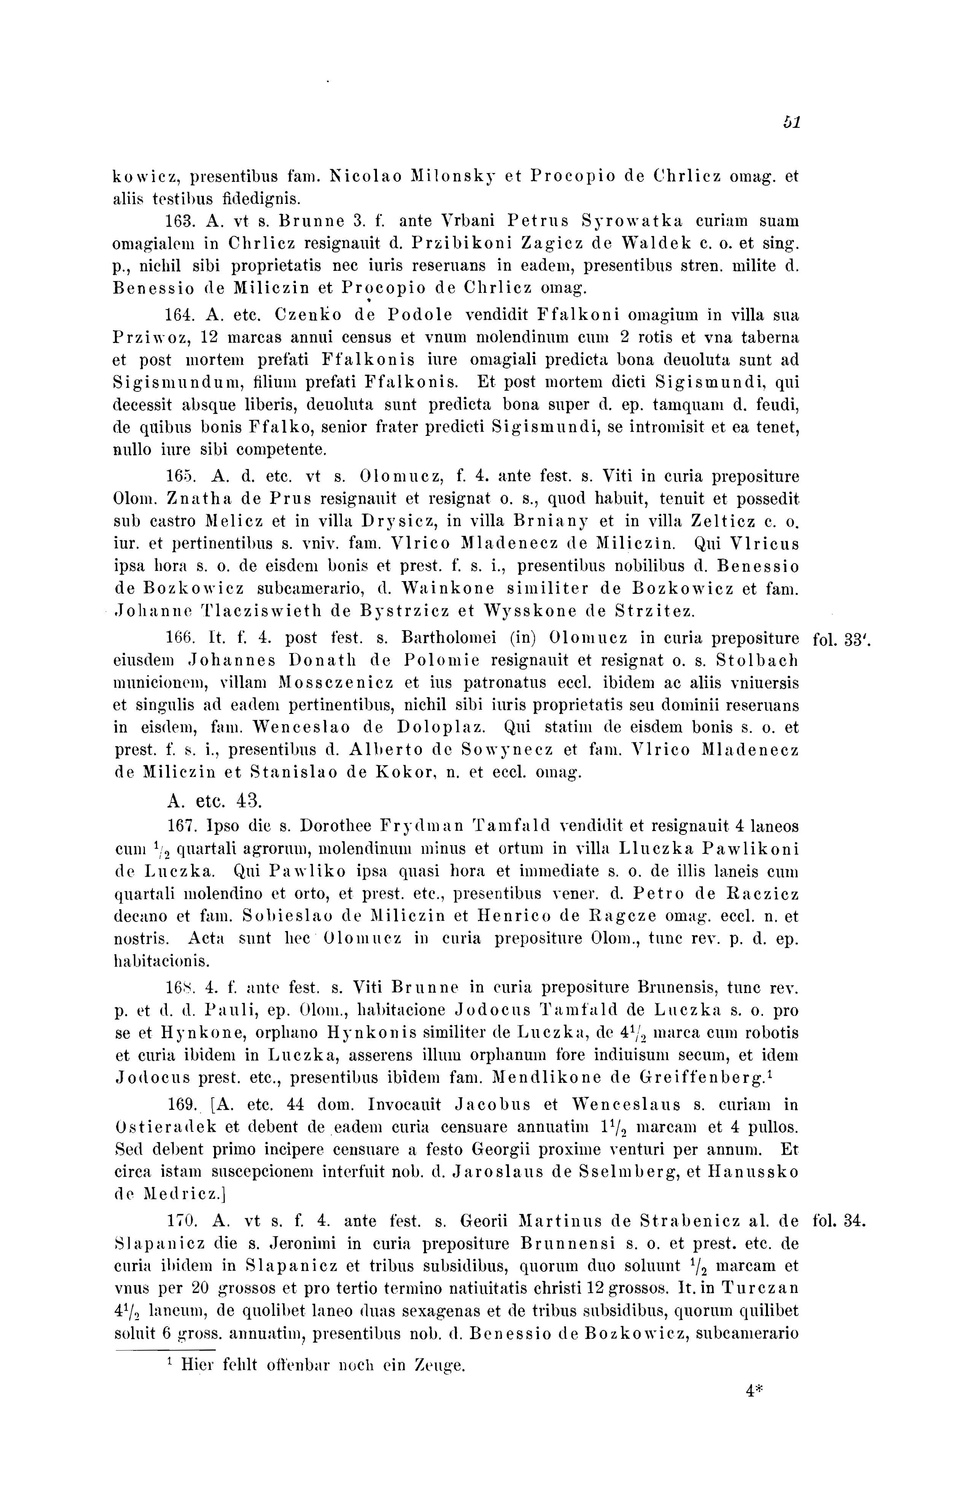 51
kowicz, presentibus fam. Nicolao Milonsky et Procopio de Chrlicz omag. et
aliis testibus fidedignis.
163. A. vt s. Brunne 3. f. ante Vrbani Petrus Syrowatka curiam suam
omagialem in Chrlicz resignauit d. Przibikoni Zagicz de Waldek c. o. et sing.
p., nichil sibi proprietatis nec iuris reseruans in eadem, presentibus stren. milite d.
Benessio de Miliczin et Procopio de Chrlicz omag.
164. A. etc. Czenko de Podole vendidit Ffalkoni omagium in villa sua
Prziwoz, 12 marcas annui census et vnum molendinum cum 2 rotis et vna taberna
et post mortem prefati Ffalkonis iure omagiali predicta bona deuoluta sunt ad
Sigismundum, filium prefati Ffalkonis. Et post mortem dicti Sigismundi, qui
decessit absque liberis, deuoluta sunt predicta bona super d. ep. tamquam d. feudi,
de quibus bonis Ffalko, senior frater predicti Sigismundi, se intromisit et ea tenet,
nullo iure sibi competente.
165. A. d. etc. vt s. Olomucz, f. 4. ante fest. s. Viti in curia prepositure
Olom. Znatha de Prus resignauit et resignat o. s., quod habuit, tenuit et possedit
sub castro Melicz et in villa Drysicz, in villa Brniany et in villa Zelticz c. o.
iur. et pertinentibus s. vniv. fam. Vlrico Mladenecz de Miliczin. Qui Vlricus
ipsa hora s. o. de eisdem bonis et prest. f. s. i., presentibus nobilibus d. Benessio
de Bozkowicz subcamerario, d. Wainkone similiter de Bozkowicz et fam.
Johanne Tlacziswieth de Bystrzicz et Wysskone de Strzitez.
166. It. f. 4. post fest. s. Bartholomei (in) Olomucz in curia prepositure fol. 33'.
eiusdem Johannes Donath de Polomie resignauit et resignat o. s. Stolbach
municionem, villam Mossczenicz et ius patronatus eccl. ibidem ac aliis vniuersis
et singulis ad eadem pertinentibus, nichil sibi iuris proprietatis seu dominii reseruans
in eisdem, fam. Wenceslao de Doloplaz. Qui statim de eisdem bonis s. o. et
prest. f. s. i., presentibus d. Alberto de Sowynecz et fam. Vlrico Mladenecz
de Miliczin et Stanislao de Kokor, n. et eccl. omag.
A. etc. 43.
167. Ipso die s. Dorothee Frydman Tamfald vendidit et resignauit 4 laneos
cum 1/2 quartali agrorum, molendinum minus et ortum in villa Lluczka Pawlikoni
de Luczka. Qui Pawliko ipsa quasi hora et immediate s. o. de illis laneis cum
quartali molendino et orto, et prest. etc., presentibus vener. d. Petro de Raczicz
decano et fam. Sobieslao de Miliczin et Henrico de Ragcze omag. eccl. n. et
nostris. Acta sunt hec Olomucz in curia prepositure Olom., tunc rev. p. d. ep.
habitacionis.
168. 4. f. ante fest. s. Viti Brunne in curia prepositure Brunensis, tunc rev.
p. et d. d. Pauli, ep. Olom., habitacione Jodocus Tamfald de Luczka s. o. pro
se et Hynkone, orphano Hynkonis similiter de Luczka, de 4 1/2 marca cum robotis
et curia ibidem in Luczka, asserens illum orphanum fore indiuisum secum, et idem
Jodocus prest. etc., presentibus ibidem fam. Mendlikone de Greiffenberg.¹
169. [A. etc. 44 dom. Invocauit Jacobus et Wenceslaus s. curiam in
Ostieradek et debent de eadem curia censuare annuatim 1 1/2 marcam et 4 pullos.
Sed debent primo incipere censuare a festo Georgii proxime venturi per annum. Et
circa istam suscepcionem interfuit nob. d. Jaroslaus de Sselmberg, et Hanussko
de Medricz.]
170. A. vt s. f. 4. ante fest. s. Georii Martinus de Strabenicz al. de fol. 34.
Slapanicz die s. Jeronimi in curia prepositure Brunnensi s. o. et prest. etc. de
curia ibidem in Slapanicz et tribus subsidibus, quorum duo soluunt 1/2 marcam et
vnus per 20 grossos et pro tertio termino natiuitatis christi 12 grossos. It. in Turczan
4 1/2 laneum, de quolibet laneo duas sexagenas et de tribus subsidibus, quorum quilibet
soluit 6 gross. annuatim, presentibus nob. d. Benessio de Bozkowicz, subcamerario
¹ Hier fehlt offenbar noch ein Zeuge.
4*